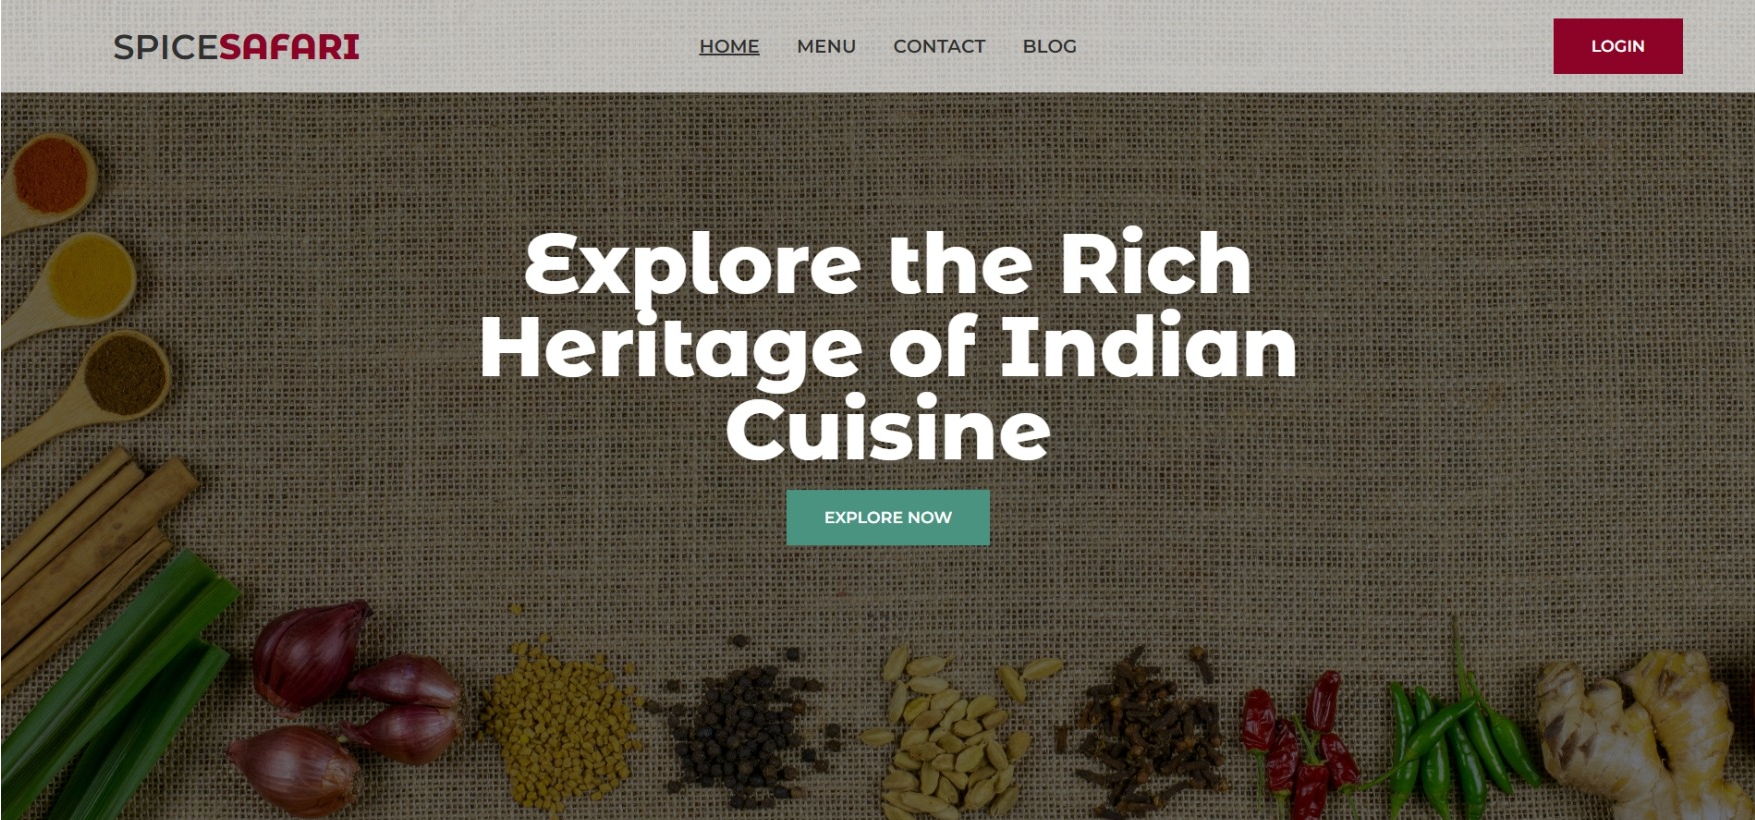 SPICESAFARI
HOME MENU CONTACT BLOG
LOGIN
Explore the Rich
Heritage of Indian
Cuisine
EXPLORE NOW